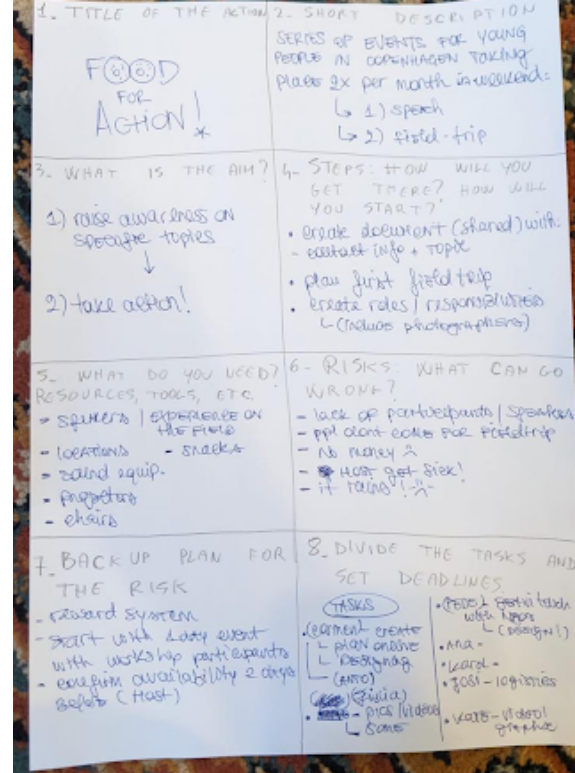 1. TITLE OF THE ACTION
FOOD
FOR
ACTION!
2. SHORT DESCRIPTION
SERIES OF EVENTS FOR YOUNG
PEOPLE IN COPENHAGEN TAKING
place 2x per month in weekend:
1) speech
2) field-trip
3. WHAT IS THE AIM?
1) raise awareness on
specific topics
2) take action!
4. STEPS: HOW WILL YOU
GET THERE? HOW WILL
YOU START?
• create document (shared) with
- contact info + TOPIC
• plan first field trip
• create roles / responsibilities
(include photographers)
5. WHAT DO YOU NEED?
RESOURCES, TOOLS, ETC.
- speakers / EXPERIENCE ON
THE FIELD
- locations - snacks
- sound equip.
- projectors
- chairs
6. RISKS: WHAT CAN GO
WRONG?
- lack of participants / SPEAKERS
- ppl dont come FOR fieldtrip
- No money
- Host get sick!
- it rains!
7. BACK UP PLAN FOR
THE RISK
- reward system
- start with 1 day event
with workshop participants
- confirm availability 2 days
before (Host)
8. DIVIDE THE TASKS AND
SET DEADLINES
TASKS
create
plan
Designing
- pics/videos
get in touch
with
(DESIGN!)
• Ana -
• Karol -
• Josi - logistics
• Kate - video/